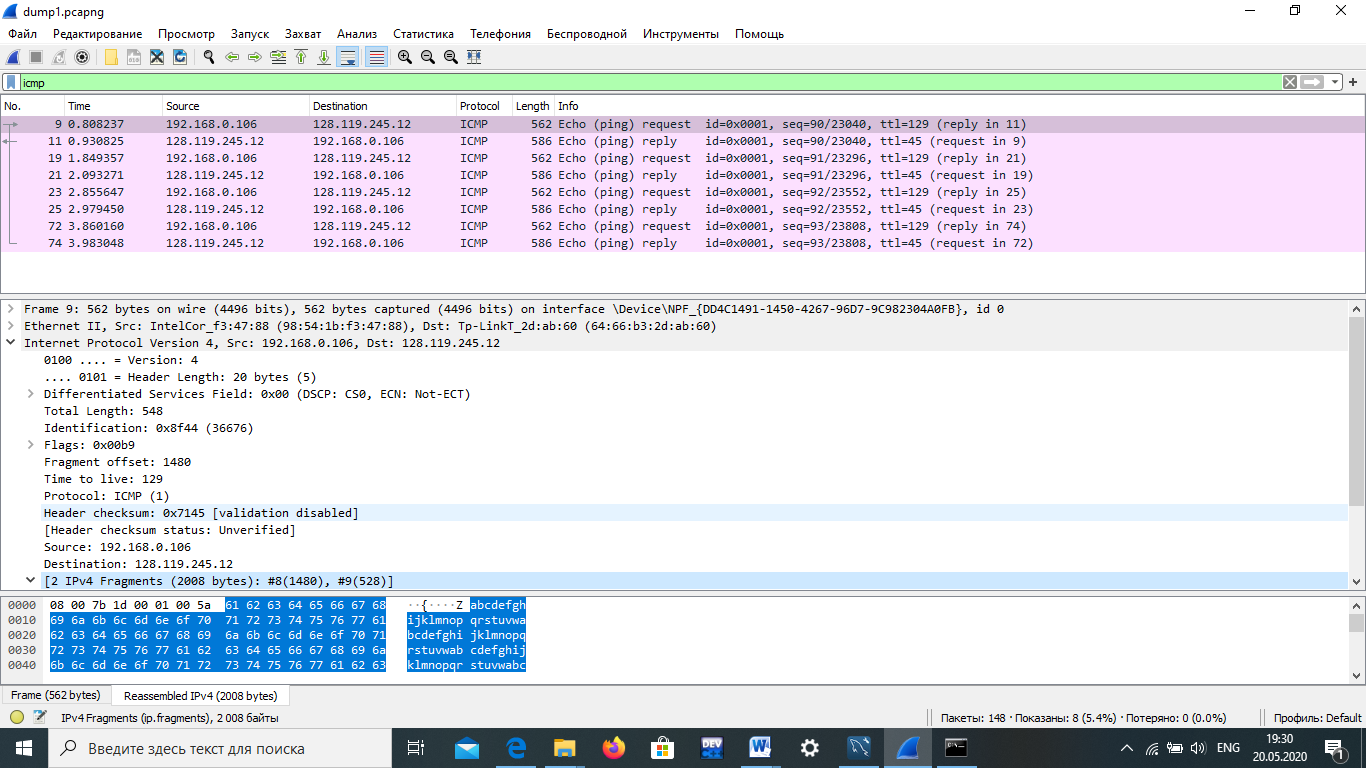 dump1.pcapng
Файл Редактирование Просмотр Запуск Захват Анализ Статистика Телефония Беспроводной Инструменты Помощь
icmp
No. Time Source Destination Protocol Length Info
9 0.808237 192.168.0.106 128.119.245.12 ICMP 562 Echo (ping) request id=0x0001, seq=90/23040, ttl=129 (reply in 11)
11 0.930825 128.119.245.12 192.168.0.106 ICMP 586 Echo (ping) reply id=0x0001, seq=90/23040, ttl=45 (request in 9)
19 1.849357 192.168.0.106 128.119.245.12 ICMP 562 Echo (ping) request id=0x0001, seq=91/23296, ttl=129 (reply in 21)
21 2.093271 128.119.245.12 192.168.0.106 ICMP 586 Echo (ping) reply id=0x0001, seq=91/23296, ttl=45 (request in 19)
23 2.855647 192.168.0.106 128.119.245.12 ICMP 562 Echo (ping) request id=0x0001, seq=92/23552, ttl=129 (reply in 25)
25 2.979450 128.119.245.12 192.168.0.106 ICMP 586 Echo (ping) reply id=0x0001, seq=92/23552, ttl=45 (request in 23)
72 3.860160 192.168.0.106 128.119.245.12 ICMP 562 Echo (ping) request id=0x0001, seq=93/23808, ttl=129 (reply in 74)
74 3.983048 128.119.245.12 192.168.0.106 ICMP 586 Echo (ping) reply id=0x0001, seq=93/23808, ttl=45 (request in 72)
Frame 9: 562 bytes on wire (4496 bits), 562 bytes captured (4496 bits) on interface \Device\NPF_{DD4C1491-1450-4267-96D7-9C982304A0FB}, id 0
Ethernet II, Src: IntelCor_f3:47:88 (98:54:1b:f3:47:88), Dst: Tp-LinkT_2d:ab:60 (64:66:b3:2d:ab:60)
Internet Protocol Version 4, Src: 192.168.0.106, Dst: 128.119.245.12
0100 .... = Version: 4
.... 0101 = Header Length: 20 bytes (5)
Differentiated Services Field: 0x00 (DSCP: CS0, ECN: Not-ECT)
Total Length: 548
Identification: 0x8f44 (36676)
Flags: 0x00b9
Fragment offset: 1480
Time to live: 129
Protocol: ICMP (1)
Header checksum: 0x7145 [validation disabled]
[Header checksum status: Unverified]
Source: 192.168.0.106
Destination: 128.119.245.12
[2 IPv4 Fragments (2008 bytes): #8(1480), #9(528)]
0000 08 00 7b 1d 00 01 00 5a 61 62 63 64 65 66 67 68 ··{····Z abcdefgh
0010 69 6a 6b 6c 6d 6e 6f 70 71 72 73 74 75 76 77 61 ijklmnop qrstuvwa
0020 62 63 64 65 66 67 68 69 6a 6b 6c 6d 6e 6f 70 71 bcdefghi jklmnopq
0030 72 73 74 75 76 77 61 62 63 64 65 66 67 68 69 6a rstuvwab cdefghij
0040 6b 6c 6d 6e 6f 70 71 72 73 74 75 76 77 61 62 63 klmnopqr stuvwabc
Frame (562 bytes) Reassembled IPv4 (2008 bytes)
IPv4 Fragments (ip.fragments), 2 008 байты Пакеты: 148 · Показаны: 8 (5.4%) · Потеряно: 0 (0.0%) Профиль: Default
Введите здесь текст для поиска DEV ENG 19:30
20.05.2020 1